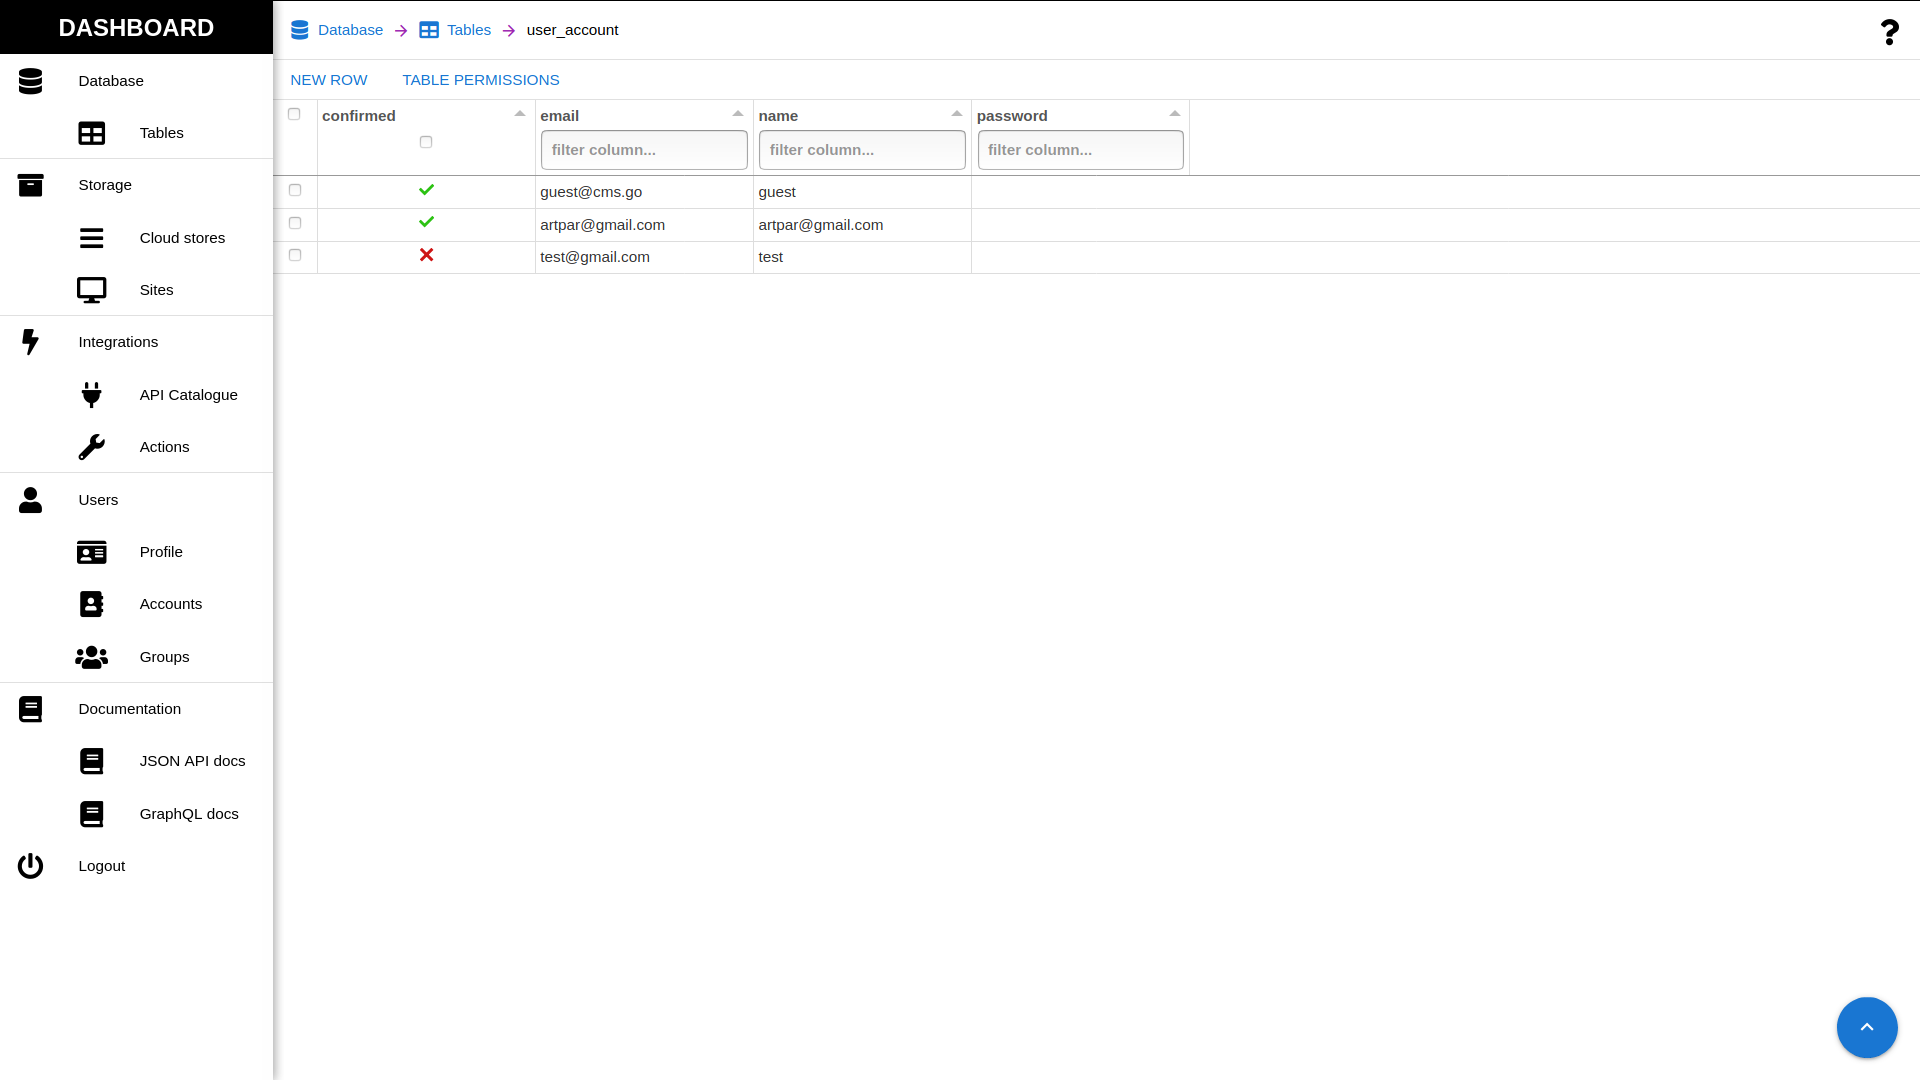 DASHBOARD
Database
Tables
Storage
Cloud stores
Sites
Integrations
API Catalogue
Actions
Users
Profile
Accounts
Groups
Documentation
JSON API docs
GraphQL docs
Logout
Database → Tables → user_account
?
NEW ROW TABLE PERMISSIONS
confirmed email name password
filter column... filter column... filter column...
guest@cms.go guest
artpar@gmail.com artpar@gmail.com
test@gmail.com test